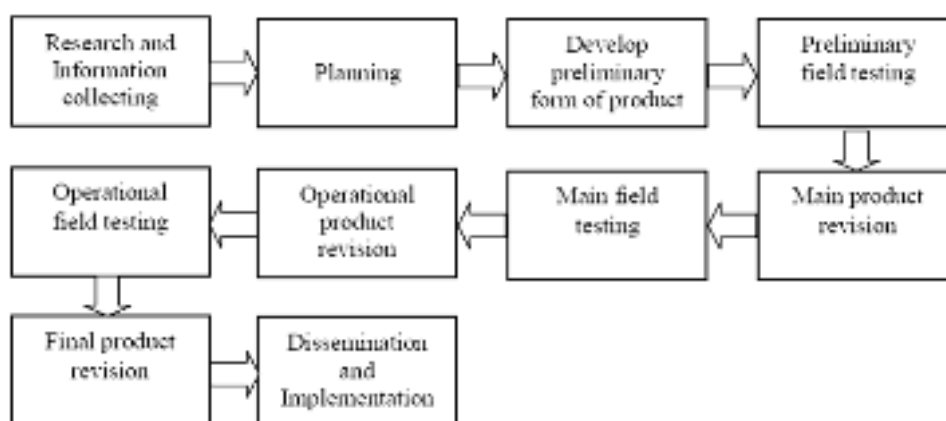 Research and
Information
collecting
Planning
Develop
preliminary
form of product
Preliminary
field testing
Main product
revision
Main field
testing
Operational
product
revision
Operational
field testing
Final product
revision
Dissemination
and
Implementation